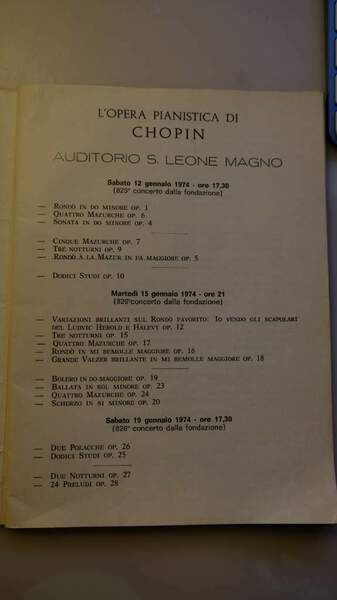 L'OPERA PIANISTICA DI
CHOPIN
AUDITORIO S. LEONE MAGNO
Sabato 12 gennaio 1974 - ore 17,30
(825° concerto dalla fondazione)
— Rondò in do minore op. 1
— Quattro Mazurche op. 6
— Sonata in do minore op. 4
— Cinque Mazurche op. 7
— Tre notturni op. 9
— Rondò à la Mazur in fa maggiore op. 5
— Dodici Studi op. 10
Martedì 15 gennaio 1974 - ore 21
(826° concerto dalla fondazione)
— Variazioni brillanti sul Rondò favorito: Io vendo gli scapolari
del Ludvic Herold e Halevi op. 12
— Tre notturni op. 15
— Quattro Mazurche op. 17
— Rondò in mi bemolle maggiore op. 16
— Grande Valzer brillante in mi bemolle maggiore op. 18
— Bolero in do maggiore op. 19
— Ballata in sol minore op. 23
— Quattro Mazurche op. 24
— Scherzo in si minore op. 20
Sabato 19 gennaio 1974 - ore 17,30
(828° concerto dalla fondazione)
— Due Polacche op. 26
— Dodici Studi op. 25
— Due Notturni op. 27
— 24 Preludi op. 28